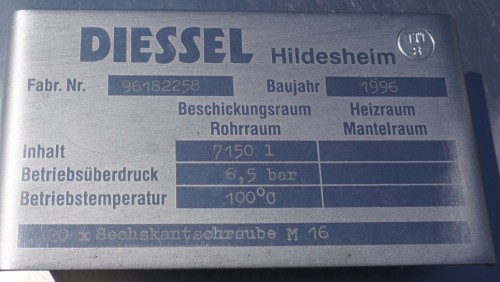 DIESSEL Hildesheim
Fabr. Nr. 96182258 Baujahr 1996
Beschickungsraum Heizraum
Rohrraum Mantelraum
Inhalt 7150 l
Betriebsüberdruck 6,5 bar
Betriebstemperatur 100°C
20 x Sechskantschraube M 16